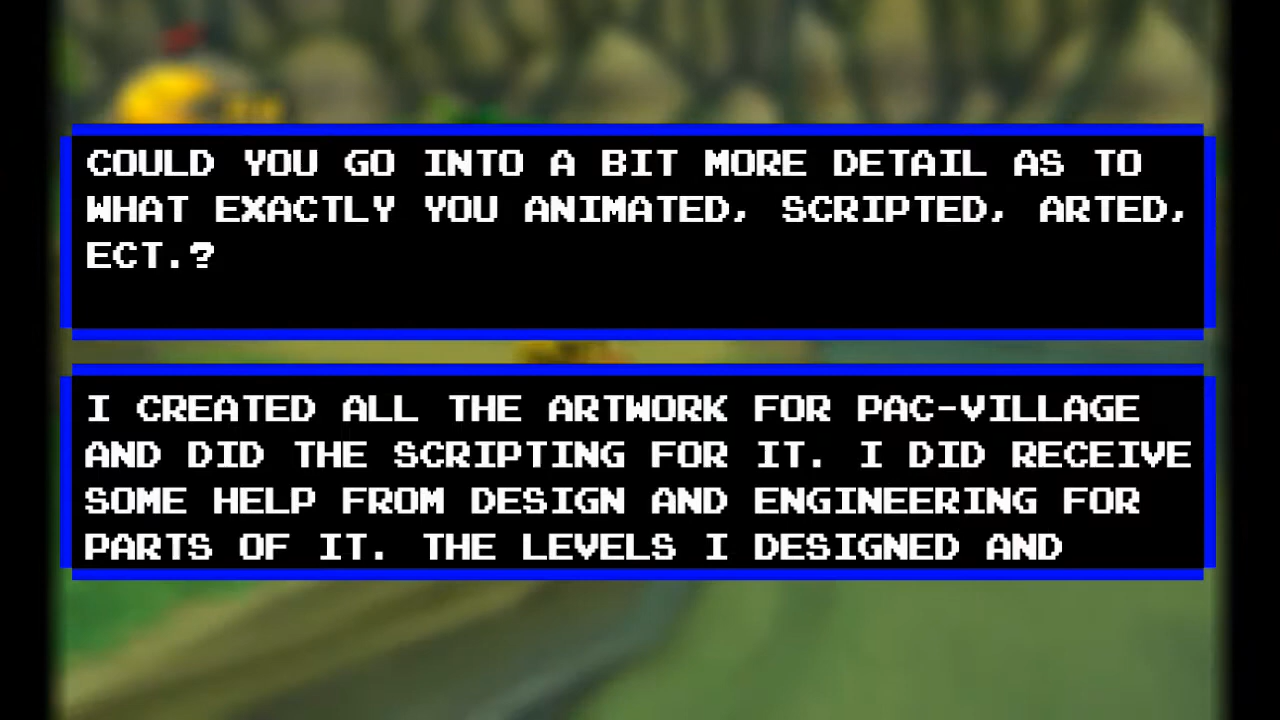 COULD YOU GO INTO A BIT MORE DETAIL AS TO
WHAT EXACTLY YOU ANIMATED, SCRIPTED, ARTED,
ECT.?
I CREATED ALL THE ARTWORK FOR PAC-VILLAGE
AND DID THE SCRIPTING FOR IT. I DID RECEIVE
SOME HELP FROM DESIGN AND ENGINEERING FOR
PARTS OF IT. THE LEVELS I DESIGNED AND